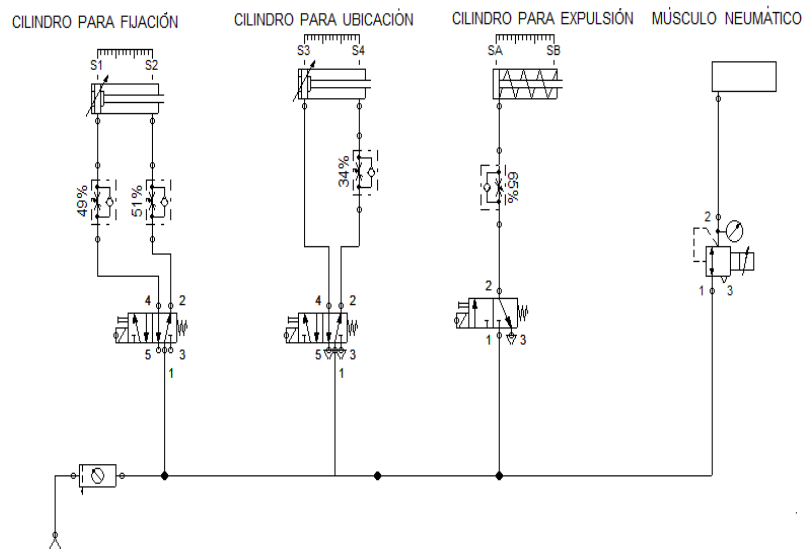 CILINDRO PARA FIJACIÓN
CILINDRO PARA UBICACIÓN
CILINDRO PARA EXPULSIÓN
MÚSCULO NEUMÁTICO
S1 S2
S3 S4
SA SB
49%
51%
34%
65%
4 2
5 3
1
4 2
5 3
1
2
1 3
2
1 3